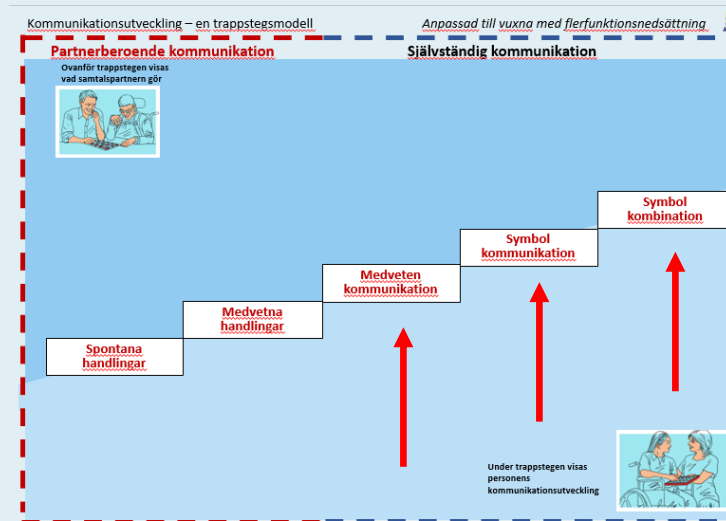 Kommunikationsutveckling – en trappstegsmodell
Anpassad till vuxna med flerfunktionsnedsättning
Partnerberoende kommunikation
Självständig kommunikation
Ovanför trappstegen visas
vad samtalspartnern gör
Symbol
kombination
Symbol
kommunikation
Medveten
kommunikation
Medvetna
handlingar
Spontana
handlingar
Under trappstegen visas
personens
kommunikationsutveckling